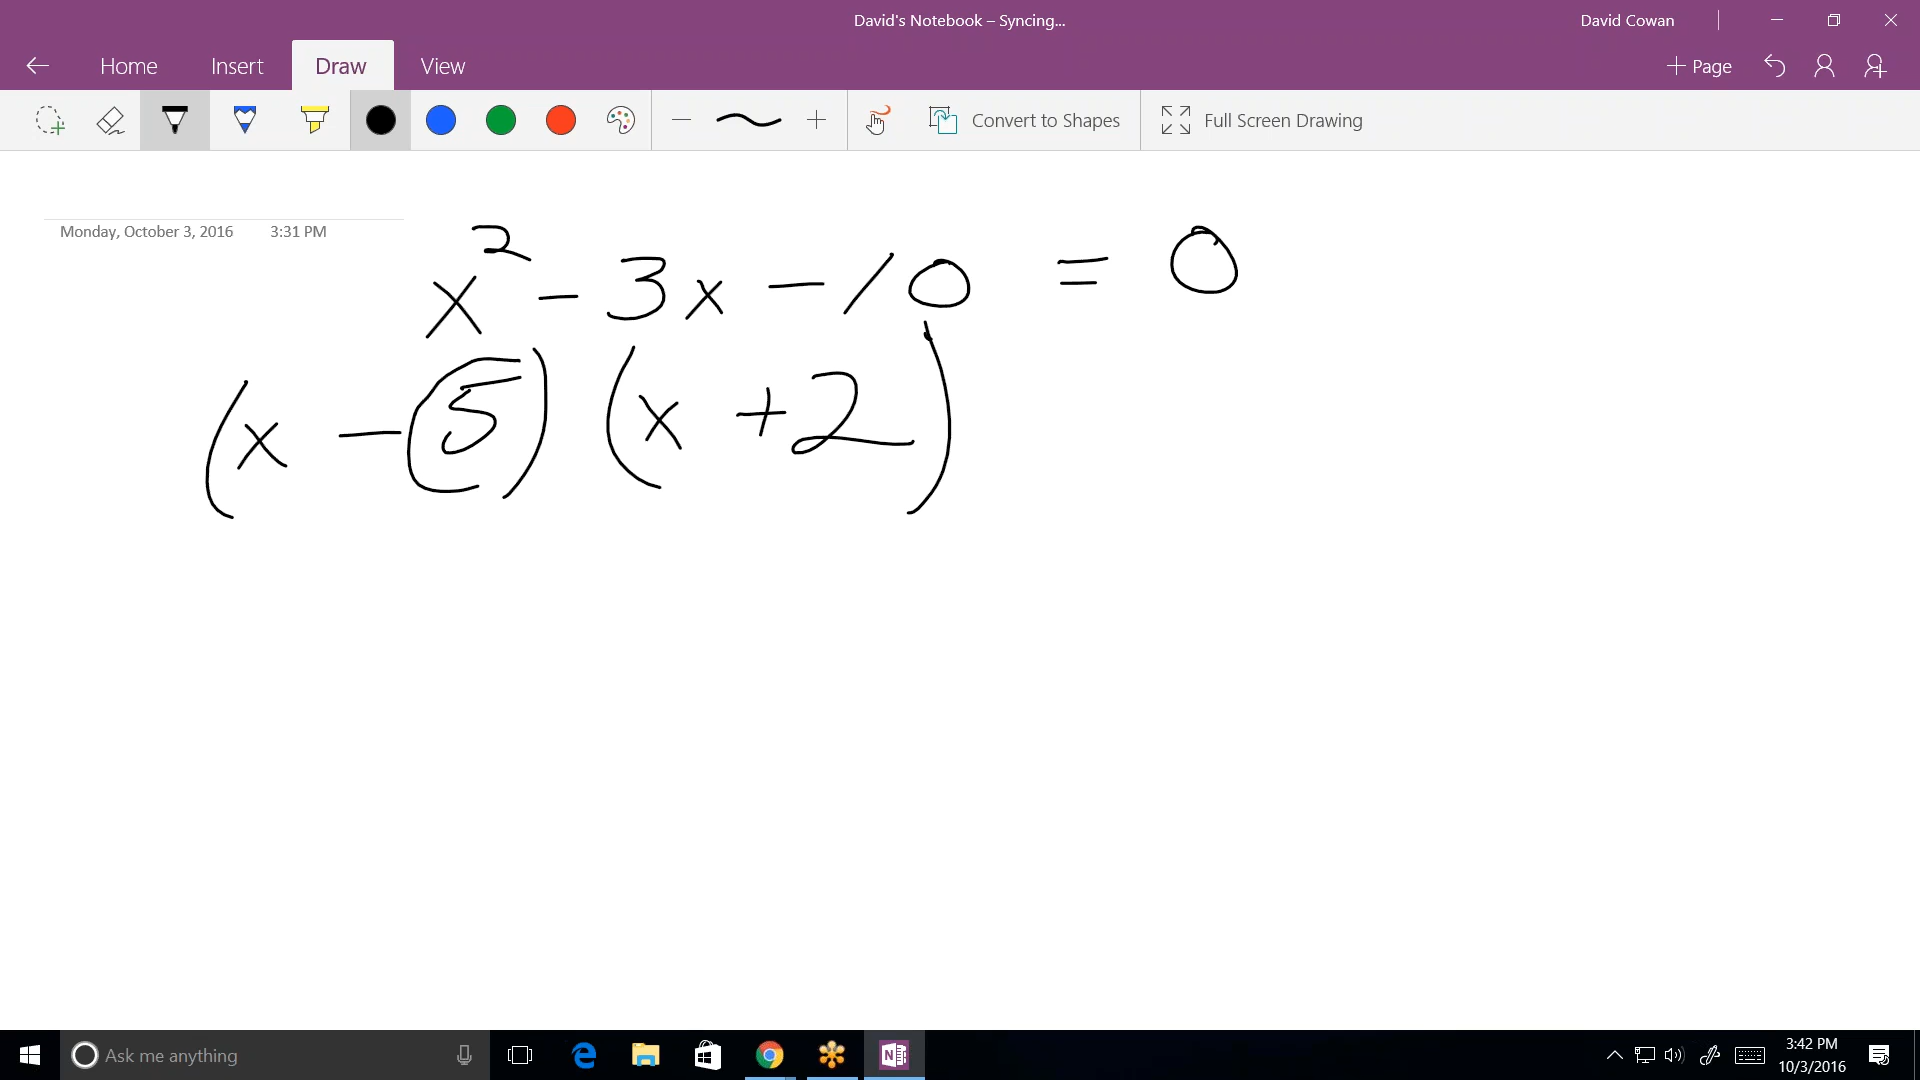 David's Notebook – Syncing...
David Cowan
Home Insert Draw View
Page
Convert to Shapes Full Screen Drawing
Monday, October 3, 2016 3:31 PM
x² - 3x - 10 = 0
(x - 5) (x + 2)
Ask me anything
3:42 PM
10/3/2016